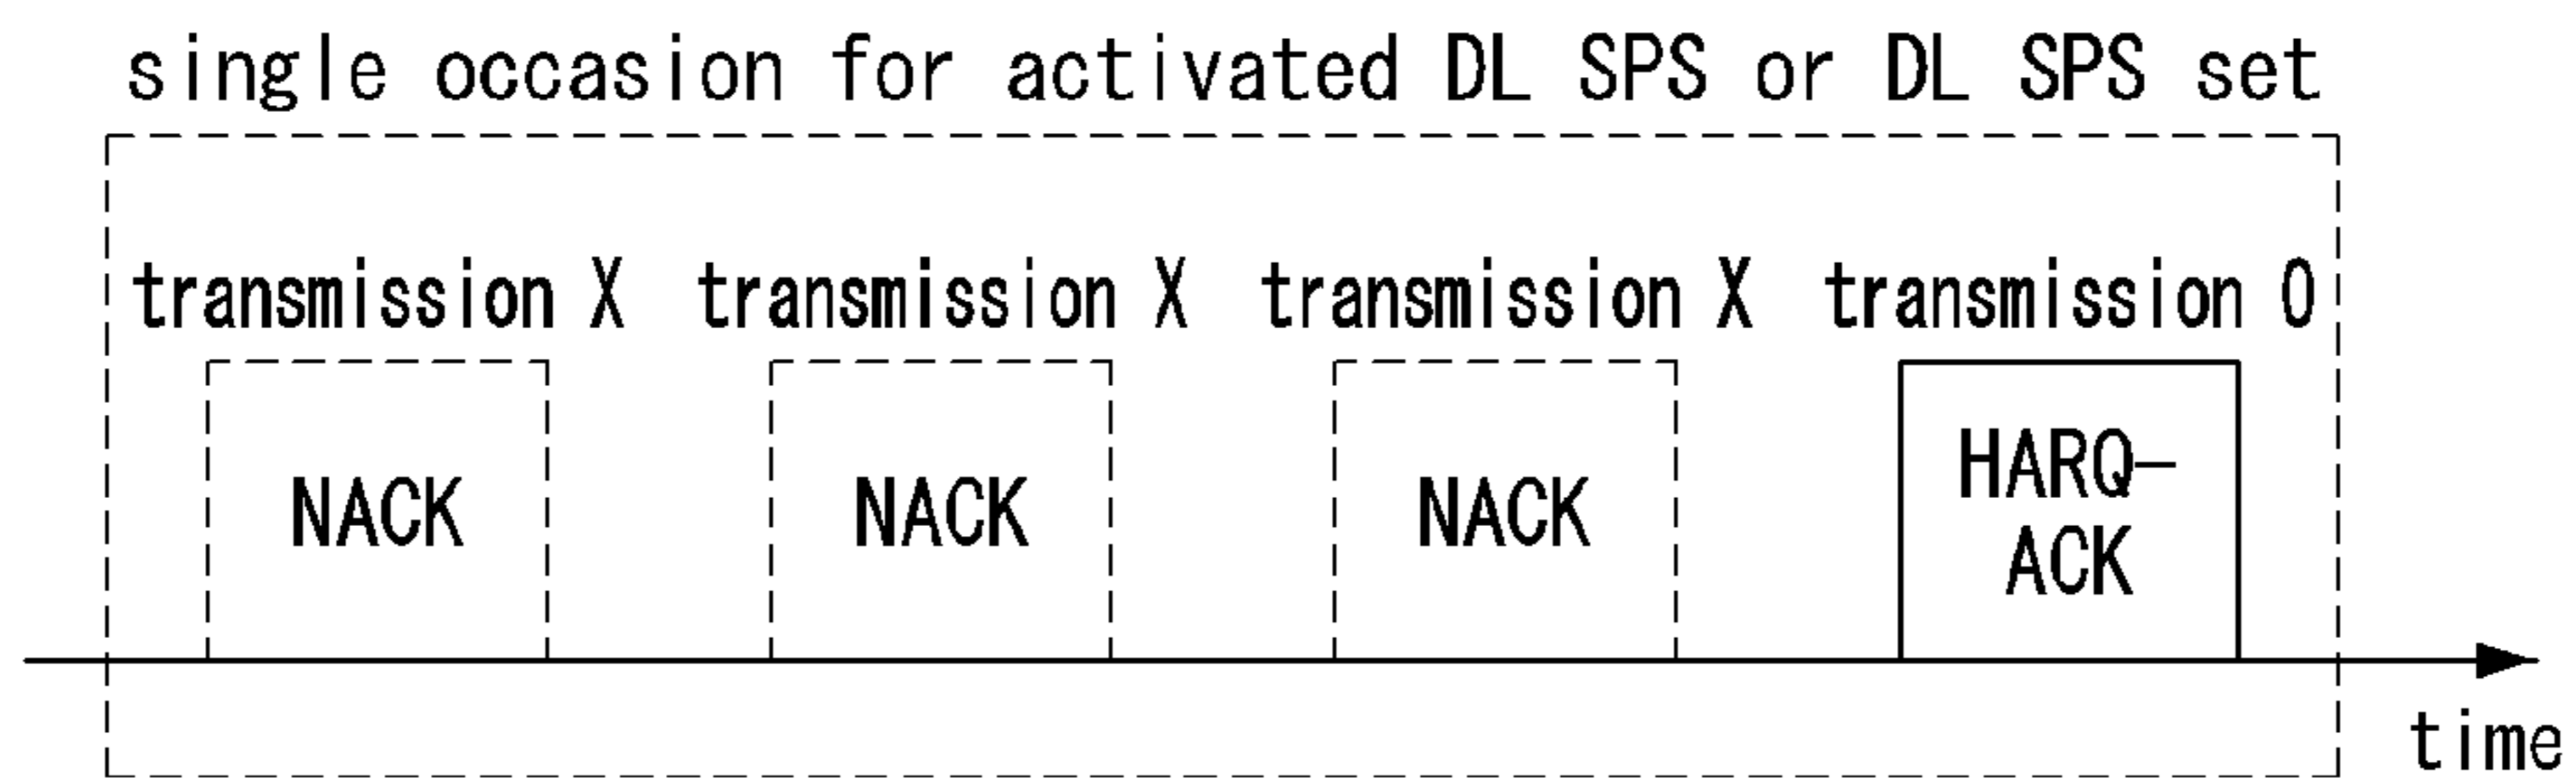 single occasion for activated DL SPS or DL SPS set
transmission X transmission X transmission X transmission O
NACK NACK NACK HARQ-
ACK
time